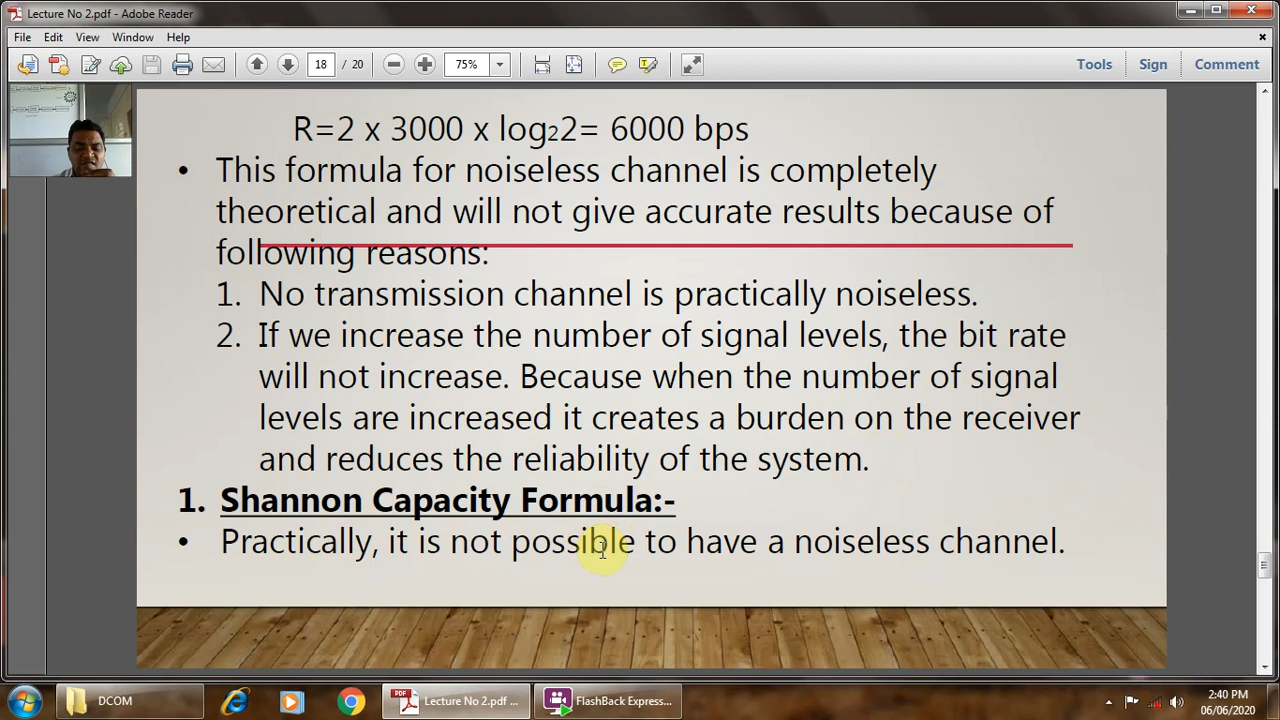 Lecture No 2.pdf - Adobe Reader
File Edit View Window Help
18 / 20 75% Tools Sign Comment
R=2 x 3000 x log₂2= 6000 bps
• This formula for noiseless channel is completely
theoretical and will not give accurate results because of
following reasons:
1. No transmission channel is practically noiseless.
2. If we increase the number of signal levels, the bit rate
will not increase. Because when the number of signal
levels are increased it creates a burden on the receiver
and reduces the reliability of the system.
1. Shannon Capacity Formula:-
• Practically, it is not possible to have a noiseless channel.
DCOM
PDF
Lecture No 2.pdf ...
FlashBack Express...
2:40 PM
06/06/2020